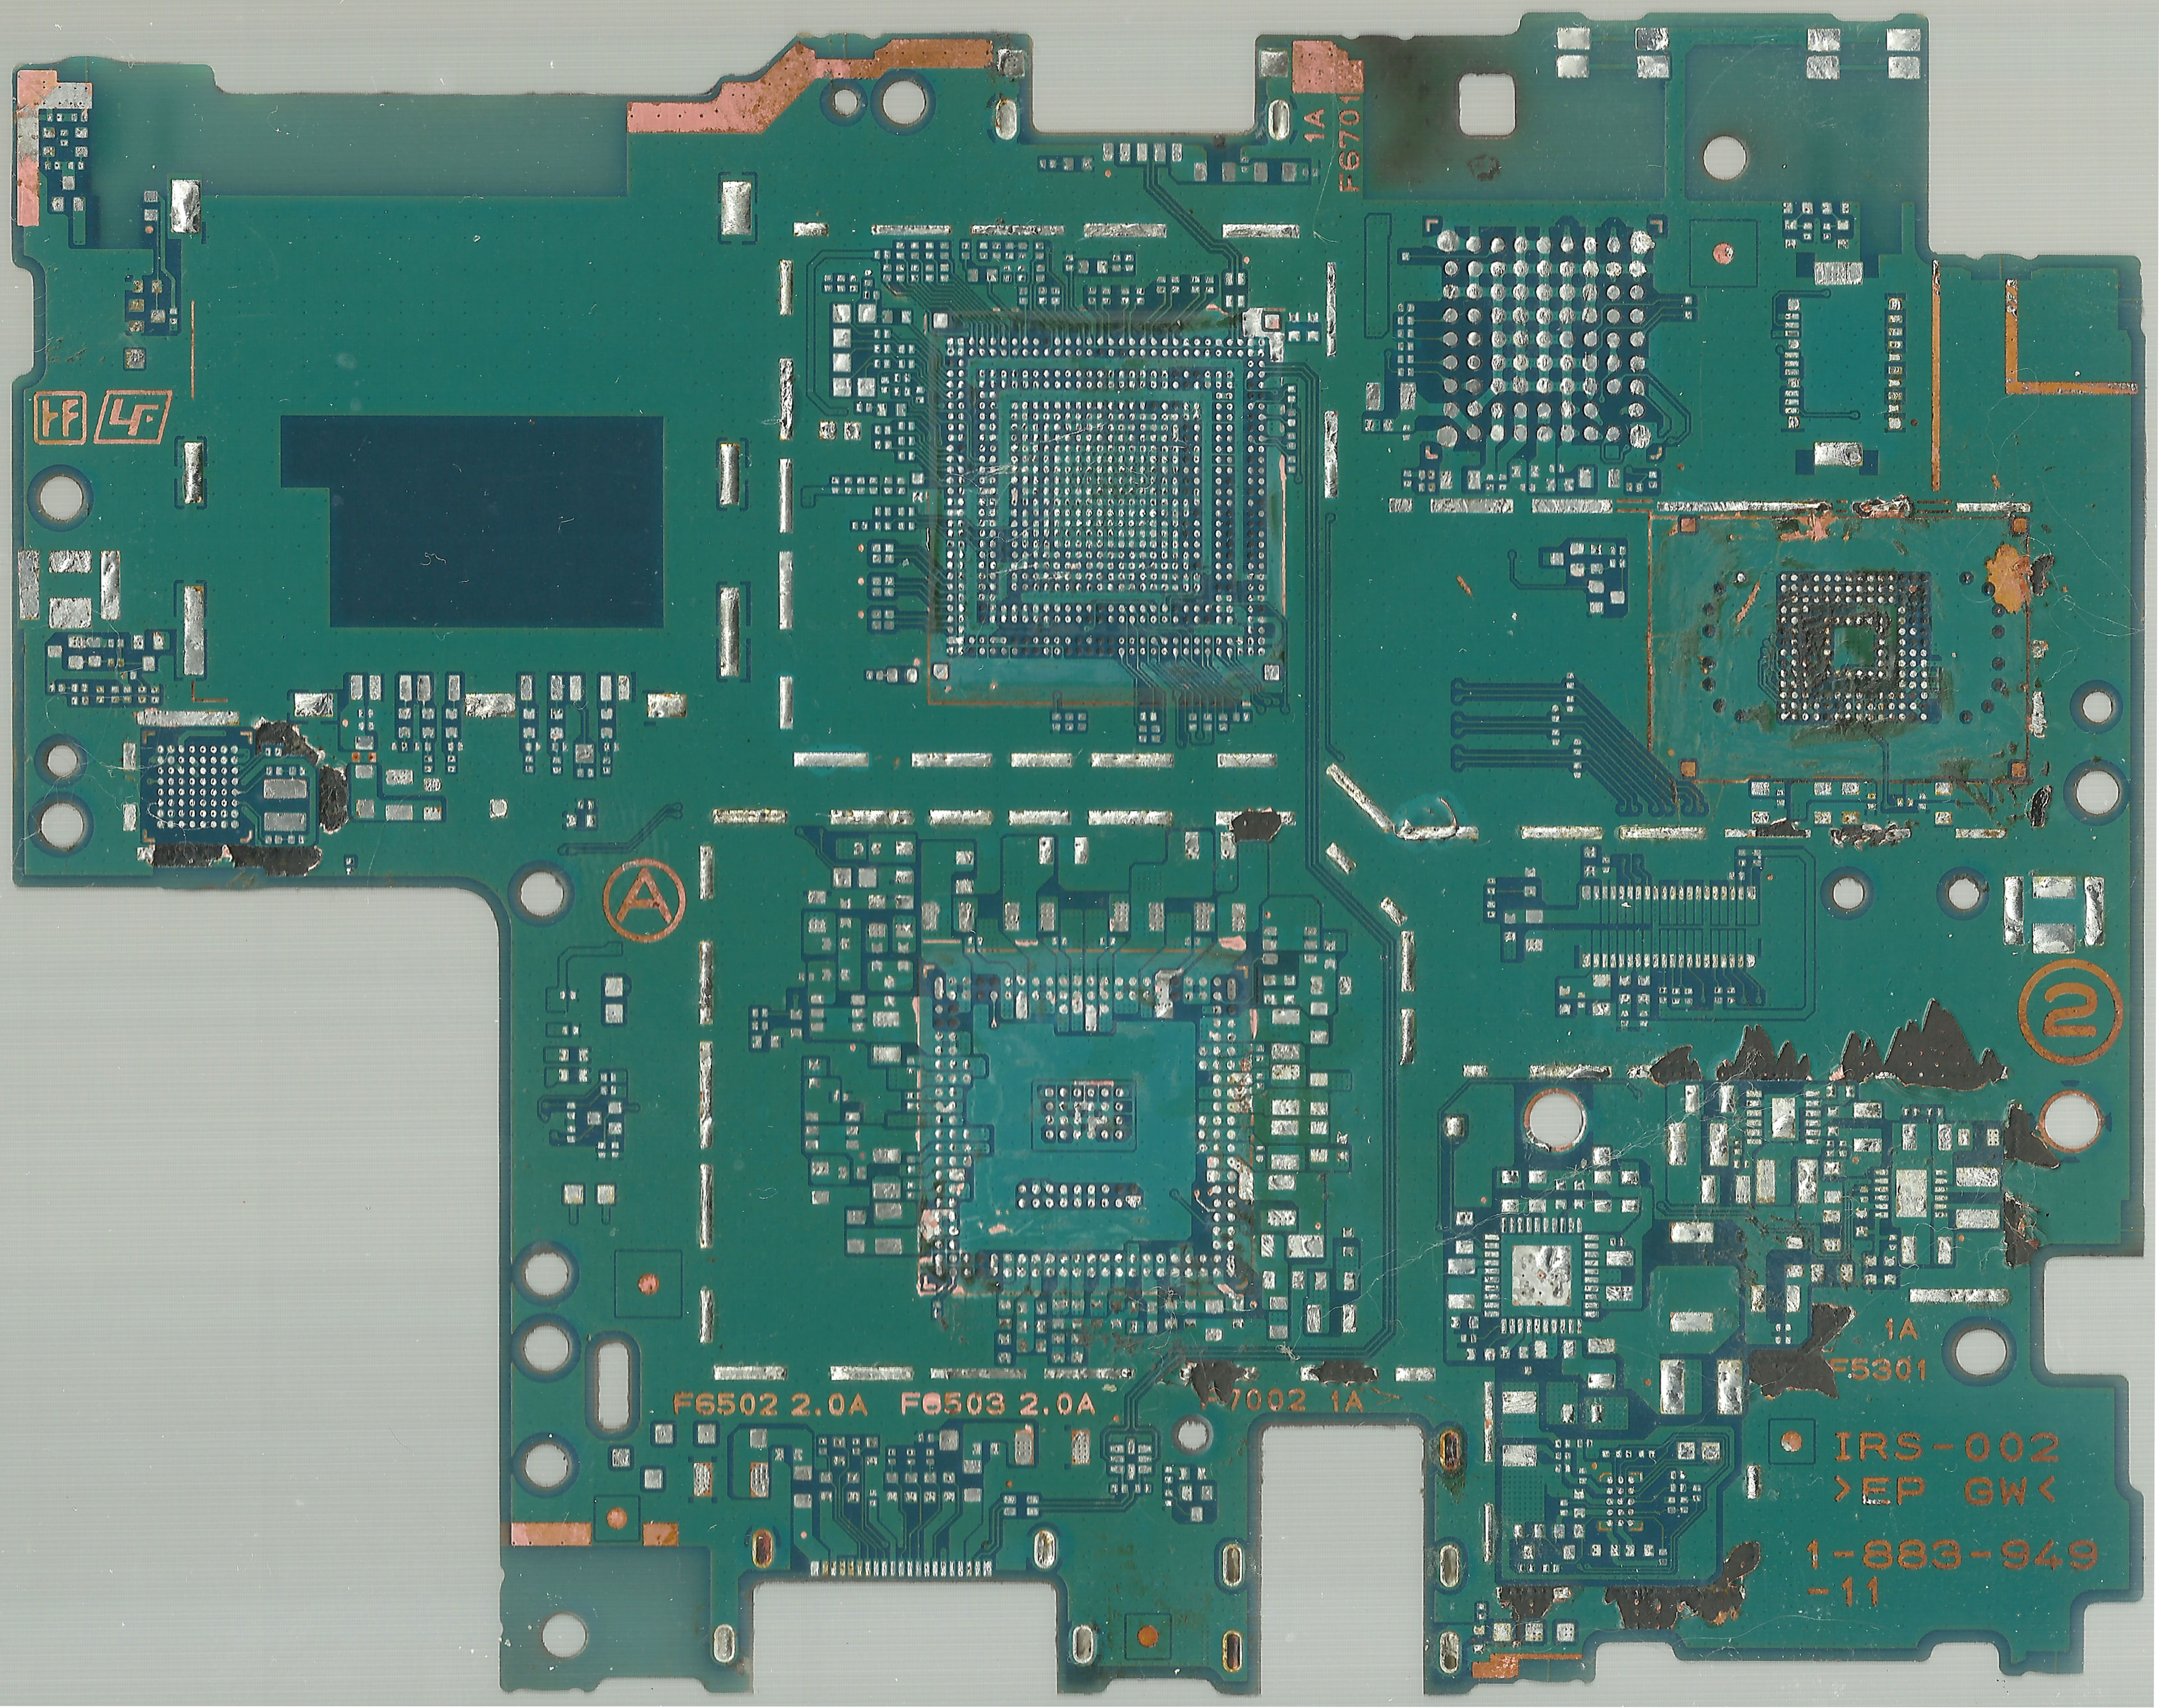 1A
F6701
A
2
1A
F5301
F6502 2.0A F6503 2.0A
7002 1A
IRS-002
>EP GW<
1-883-949
-11